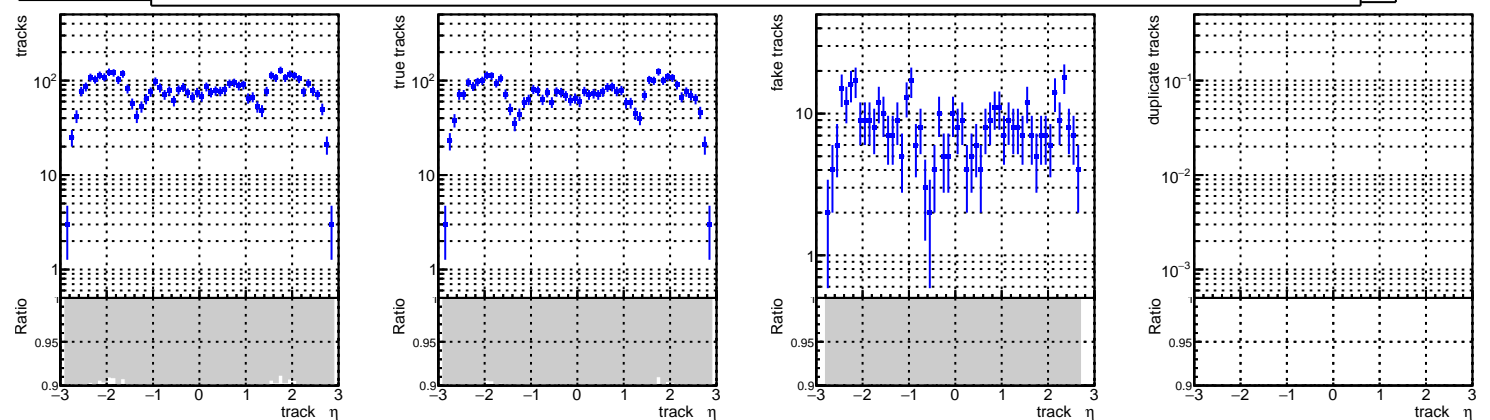 tracks
10²
10
1
Ratio
1
0.95
0.9
−3 −2 −1 0 1 2 3
track η
true tracks
10²
10
1
Ratio
1
0.95
0.9
−3 −2 −1 0 1 2 3
track η
fake tracks
10
1
Ratio
1
0.95
0.9
−3 −2 −1 0 1 2 3
track η
duplicate tracks
10⁻¹
10⁻²
10⁻³
Ratio
1
0.95
0.9
−3 −2 −1 0 1 2 3
track η